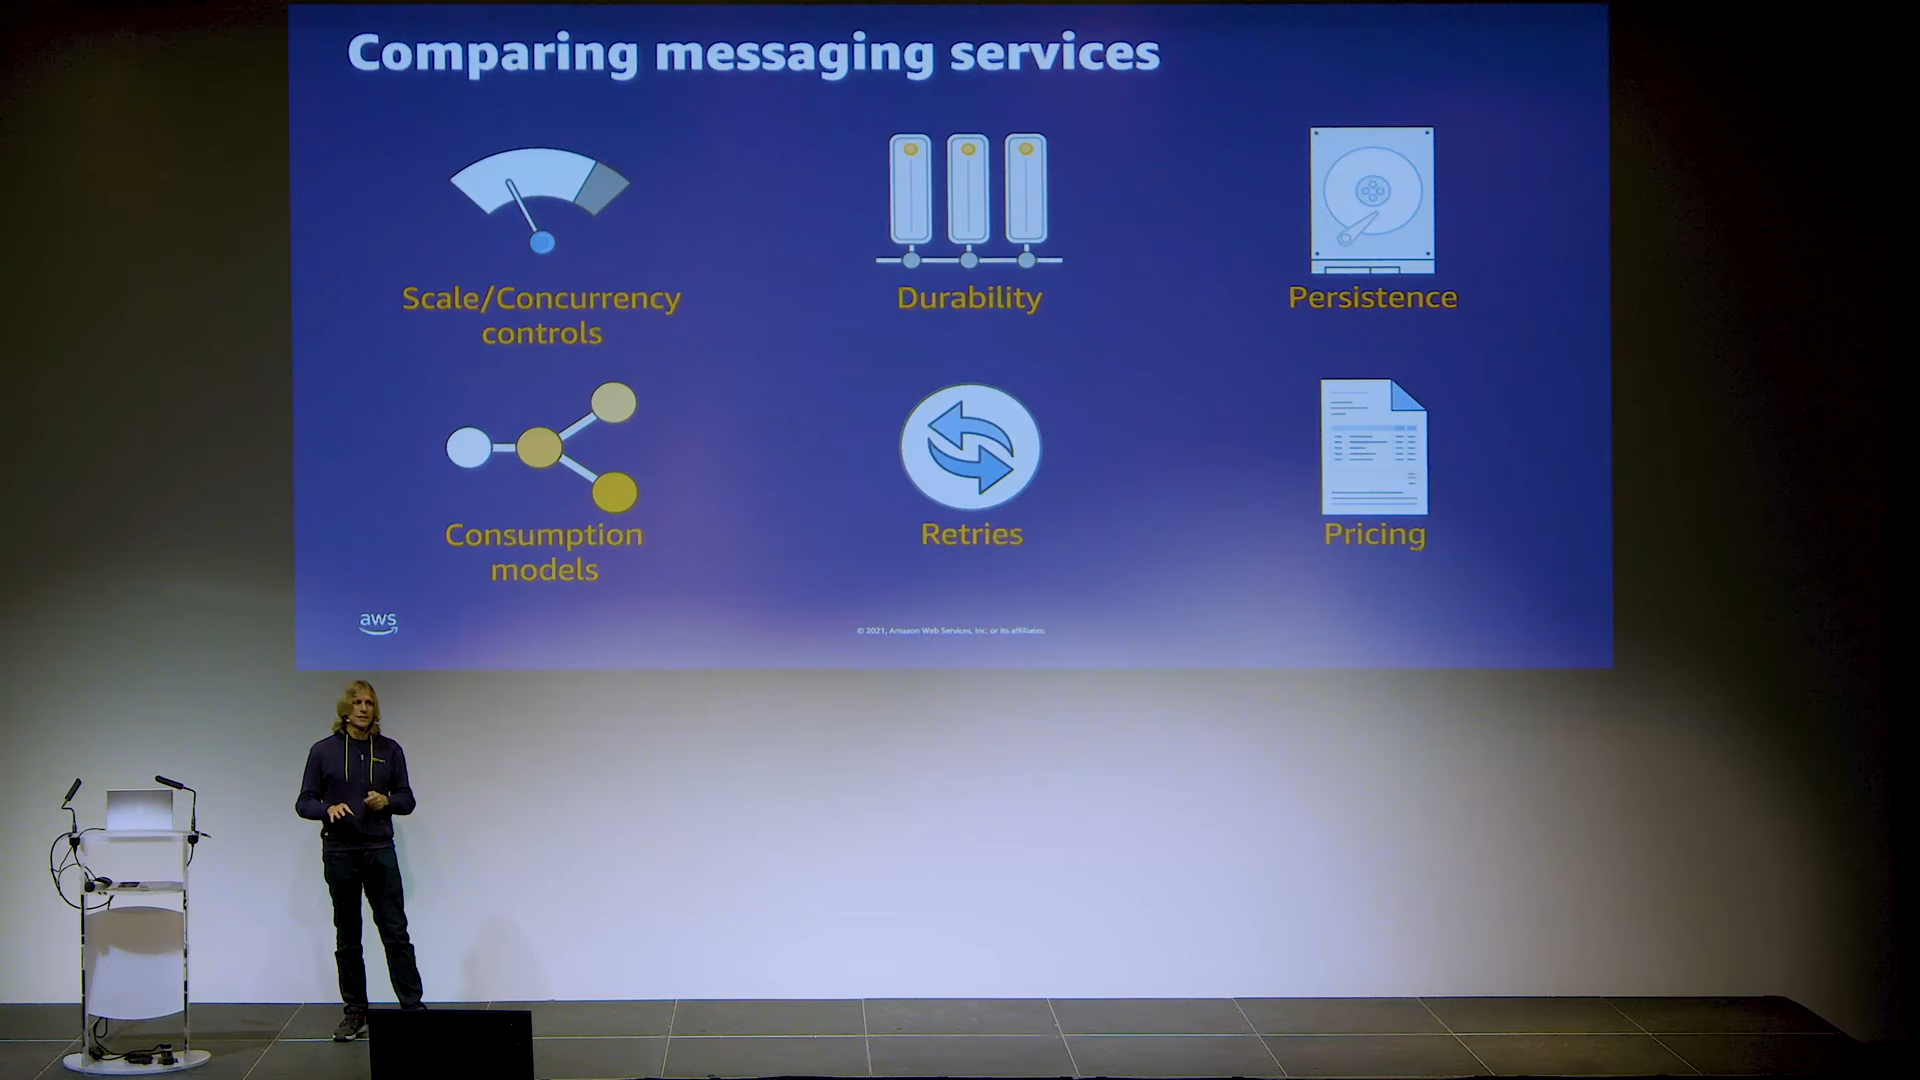 Comparing messaging services
Scale/Concurrency
controls
Durability
Persistence
Consumption
models
Retries
Pricing
aws
© 2021, Amazon Web Services, Inc. or its affiliates.